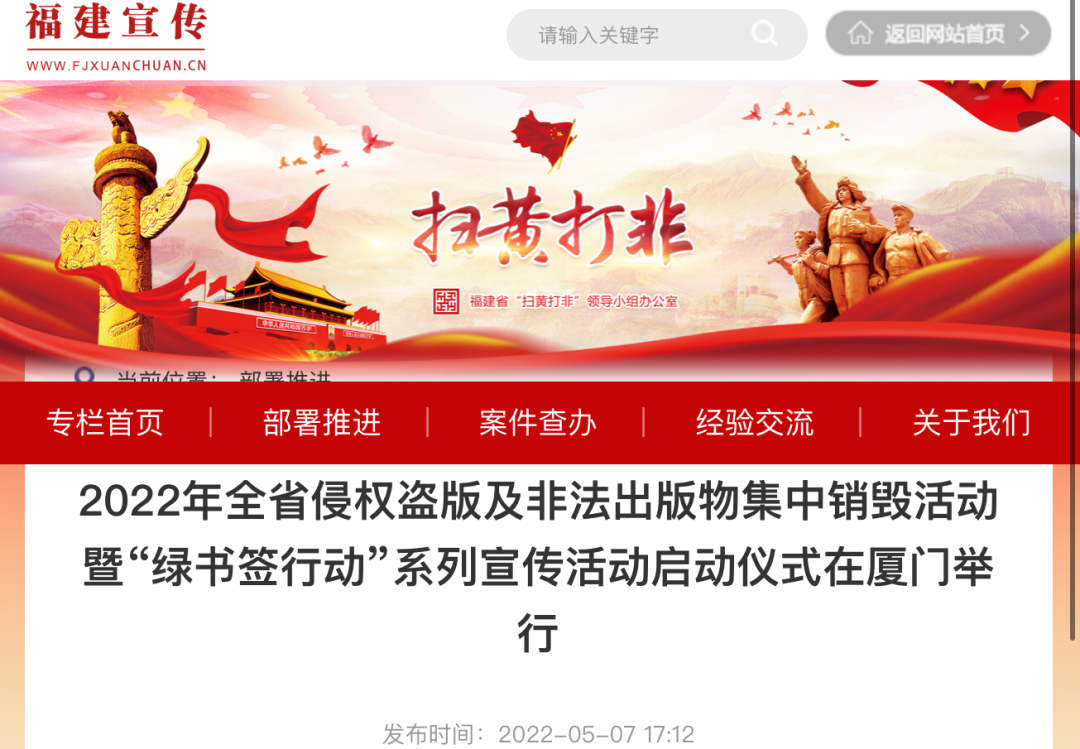 福建宣传
WWW.FJXUANCHUAN.CN
请输入关键字
返回网站首页
扫黄打非
福建省“扫黄打非”领导小组办公室
中华人民共和国万岁
当前位置: 部署推进
专栏首页 | 部署推进 | 案件查办 | 经验交流 | 关于我们
2022年全省侵权盗版及非法出版物集中销毁活动
暨“绿书签行动”系列宣传活动启动仪式在厦门举
行
发布时间: 2022-05-07 17:12